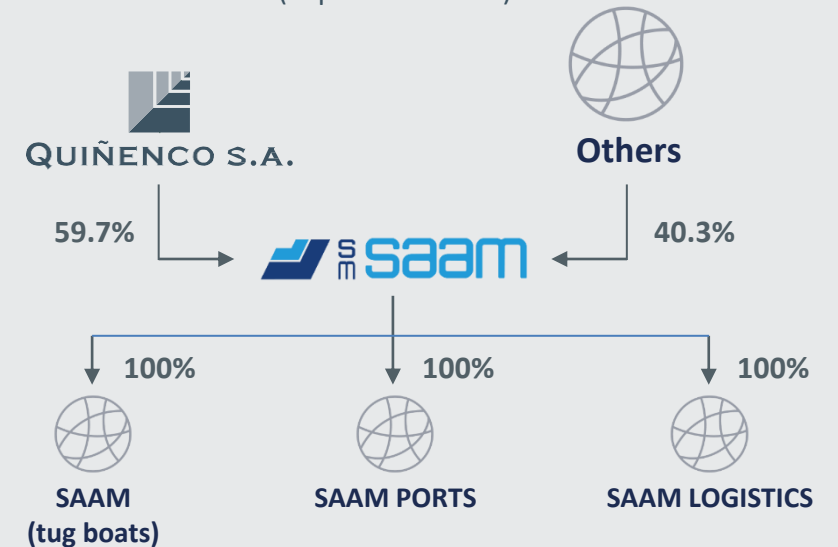 QUIÑENCO S.A.
Others
59.7%
40.3%
SM saam
100%
100%
100%
SAAM
(tug boats)
SAAM PORTS
SAAM LOGISTICS